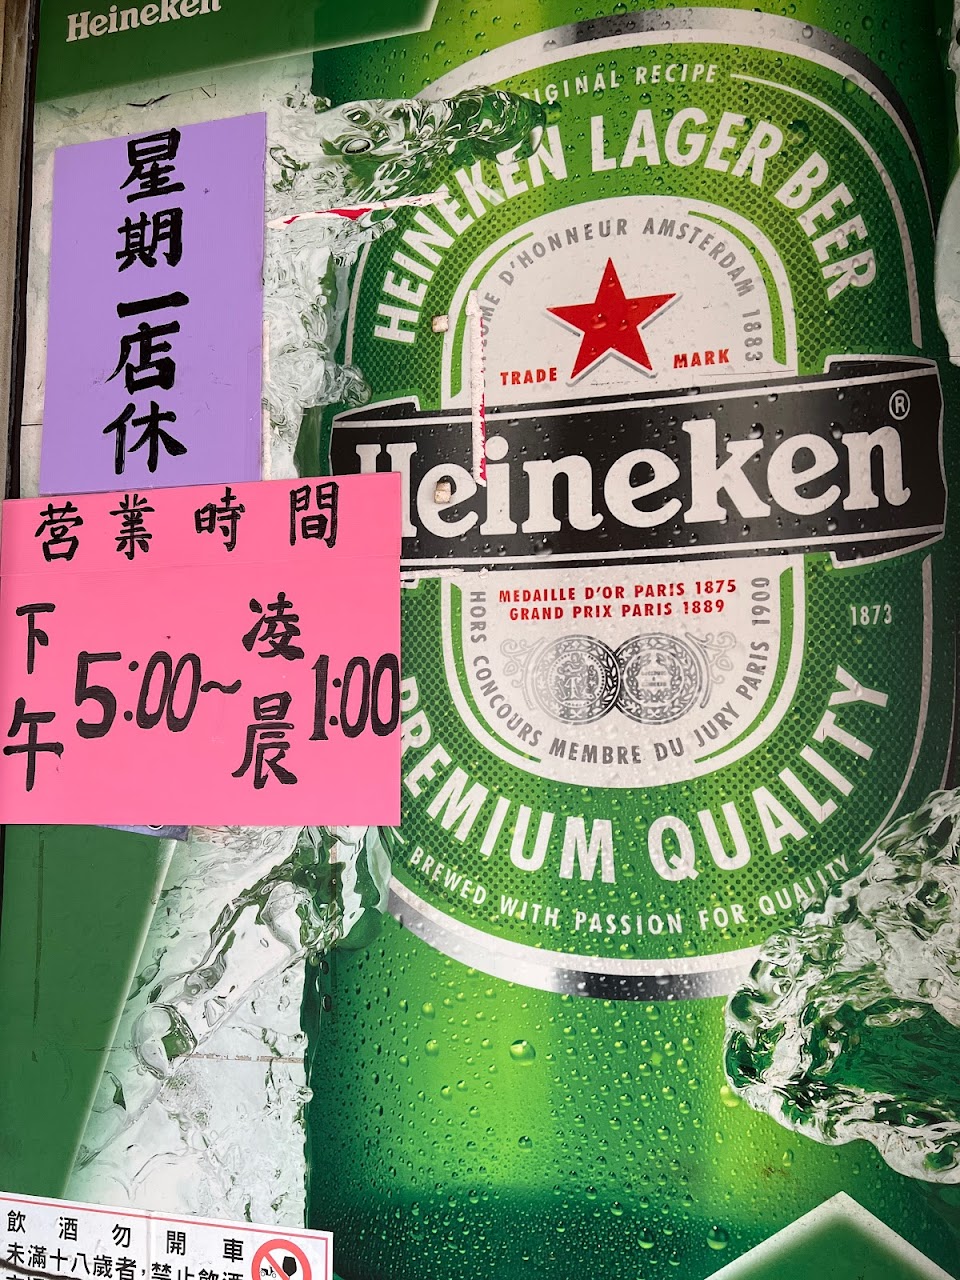 Heineken
星期一店休
営業時間
下午5:00~凌晨1:00
ORIGINAL RECIPE
HEINEKEN LAGER BEER
D'HONNEUR AMSTERDAM 1883
TRADE MARK
Heineken®
MEDAILLE D'OR PARIS 1875
GRAND PRIX PARIS 1889
HORS CONCOURS MEMBRE DU JURY PARIS 1900
1873
PREMIUM QUALITY
BREWED WITH PASSION FOR QUALITY
飲酒勿開車
未滿十八歲者,禁止飲酒